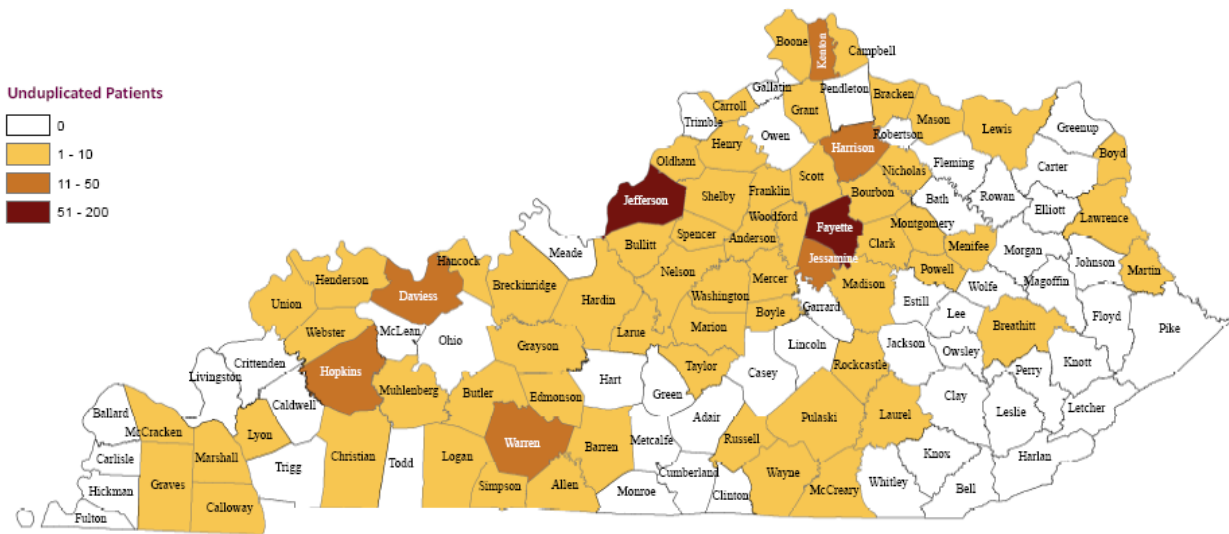 Unduplicated Patients
0
1 - 10
11 - 50
51 - 200
Boone
Kenton
Campbell
Gallatin
Pendleton
Carroll
Grant
Bracken
Trimble
Owen
Mason
Lewis
Greenup
Robertson
Henry
Harrison
Oldham
Fleming
Carter
Boyd
Nicholas
Scott
Jefferson
Shelby
Franklin
Bourbon
Bath
Rowan
Elliott
Lawrence
Woodford
Fayette
Montgomery
Spencer
Anderson
Bullitt
Clark
Menifee
Morgan
Meade
Jessamine
Johnson
Martin
Hancock
Nelson
Mercer
Powell
Henderson
Breckinridge
Madison
Wolfe
Magoffin
Daviess
Washington
Hardin
Union
Garrard
Estill
Lee
Floyd
Boyle
Webster
McLean
Larue
Marion
Breathitt
Pike
Ohio
Grayson
Lincoln
Jackson
Owsley
Crittenden
Taylor
Casey
Rockcastle
Perry
Knott
Hopkins
Hart
Livingston
Muhlenberg
Butler
Green
Edmonson
Clay
Caldwell
Adair
Leslie
Letcher
Ballard
Pulaski
Laurel
McCracken
Lyon
Warren
Barren
Metcalfe
Russell
Carlisle
Marshall
Christian
Todd
Logan
Knox
Harlan
Trigg
Cumberland
Wayne
Graves
Simpson
Allen
Whitley
Hickman
Monroe
Clinton
McCreary
Bell
Calloway
Fulton